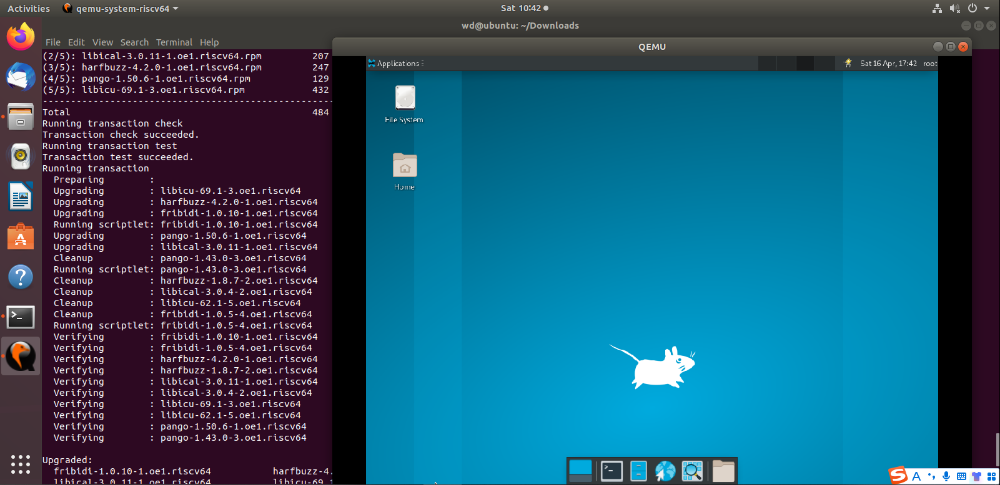 Activities
qemu-system-riscv64
Sat 10:42
wd@ubuntu: ~/Downloads
File Edit View Search Terminal Help
(2/5): libical-3.0.11-1.oe1.riscv64.rpm 207
(3/5): harfbuzz-4.2.0-1.oe1.riscv64.rpm 247
(4/5): pango-1.50.6-1.oe1.riscv64.rpm 129
(5/5): libicu-69.1-3.oe1.riscv64.rpm 432
--------------------------------------------------------------------------------
Total 484
Running transaction check
Transaction check succeeded.
Running transaction test
Transaction test succeeded.
Running transaction
Preparing :
Upgrading : libicu-69.1-3.oe1.riscv64
Upgrading : harfbuzz-4.2.0-1.oe1.riscv64
Upgrading : fribidi-1.0.10-1.oe1.riscv64
Running scriptlet: fribidi-1.0.10-1.oe1.riscv64
Upgrading : pango-1.50.6-1.oe1.riscv64
Upgrading : libical-3.0.11-1.oe1.riscv64
Cleanup : pango-1.43.0-3.oe1.riscv64
Running scriptlet: pango-1.43.0-3.oe1.riscv64
Cleanup : harfbuzz-1.8.7-2.oe1.riscv64
Cleanup : libical-3.0.4-2.oe1.riscv64
Cleanup : libicu-62.1-5.oe1.riscv64
Cleanup : fribidi-1.0.5-4.oe1.riscv64
Running scriptlet: fribidi-1.0.5-4.oe1.riscv64
Verifying : fribidi-1.0.10-1.oe1.riscv64
Verifying : fribidi-1.0.5-4.oe1.riscv64
Verifying : harfbuzz-4.2.0-1.oe1.riscv64
Verifying : harfbuzz-1.8.7-2.oe1.riscv64
Verifying : libical-3.0.11-1.oe1.riscv64
Verifying : libical-3.0.4-2.oe1.riscv64
Verifying : libicu-69.1-3.oe1.riscv64
Verifying : libicu-62.1-5.oe1.riscv64
Verifying : pango-1.50.6-1.oe1.riscv64
Verifying : pango-1.43.0-3.oe1.riscv64
Upgraded:
fribidi-1.0.10-1.oe1.riscv64 harfbuzz-4.
libical-3.0.11-1.oe1.riscv64 libicu-69.1
QEMU
Applications
Sat 16 Apr, 17:42 root
File System
Home
S A